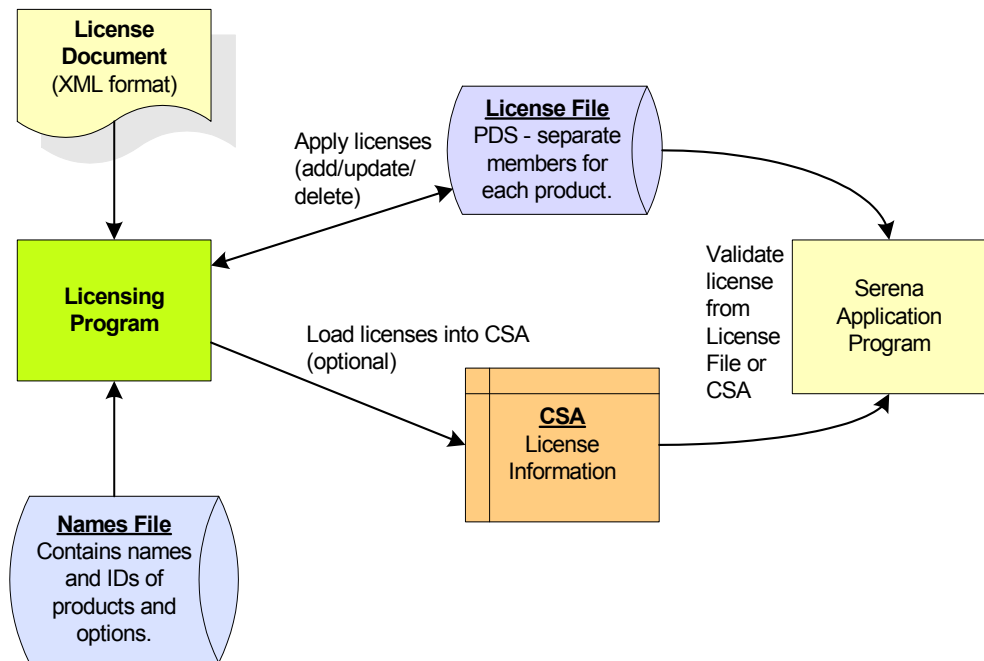 License
Document
(XML format)
License File
PDS - separate
members for
each product.
Apply licenses
(add/update/
delete)
Licensing
Program
Validate
license
from
License
File or
CSA
Serena
Application
Program
Load licenses into CSA
(optional)
CSA
License
Information
Names File
Contains names
and IDs of
products and
options.